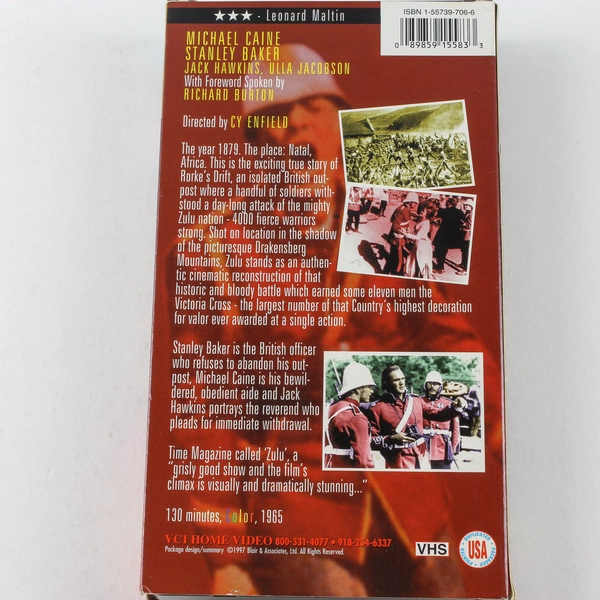 ★★★ - Leonard Maltin
ISBN 1-55739-706-6
0 89859 15583 3
MICHAEL CAINE
STANLEY BAKER
JACK HAWKINS, ULLA JACOBSON
With Foreword Spoken by
RICHARD BURTON
Directed by CY ENFIELD
The year 1879. The place: Natal,
Africa. This is the exciting true story of
Rorke's Drift, an isolated British out-
post where a handful of soldiers with-
stood a day-long attack of the mighty
Zulu nation - 4000 fierce warriors
strong. Shot on location in the shadow
of the picturesque Drakensberg
Mountains, Zulu stands as an authen-
tic cinematic reconstruction of that
historic and bloody battle which earned some eleven men the
Victoria Cross - the largest number of that Country's highest decoration
for valor ever awarded at a single action.
Stanley Baker is the British officer
who refuses to abandon his out-
post, Michael Caine is his bewil-
dered, obedient aide and Jack
Hawkins portrays the reverend who
pleads for immediate withdrawal.
Time Magazine called 'Zulu', a
"grisly good show and the film's
climax is visually and dramatically stunning..."
130 minutes, Color, 1965
VCI HOME VIDEO 800-331-4077 • 918-254-6337
Package design/summary ©1997 Blair & Associates, Ltd. All Rights Reserved.
VHS
DUPLICATED
USA